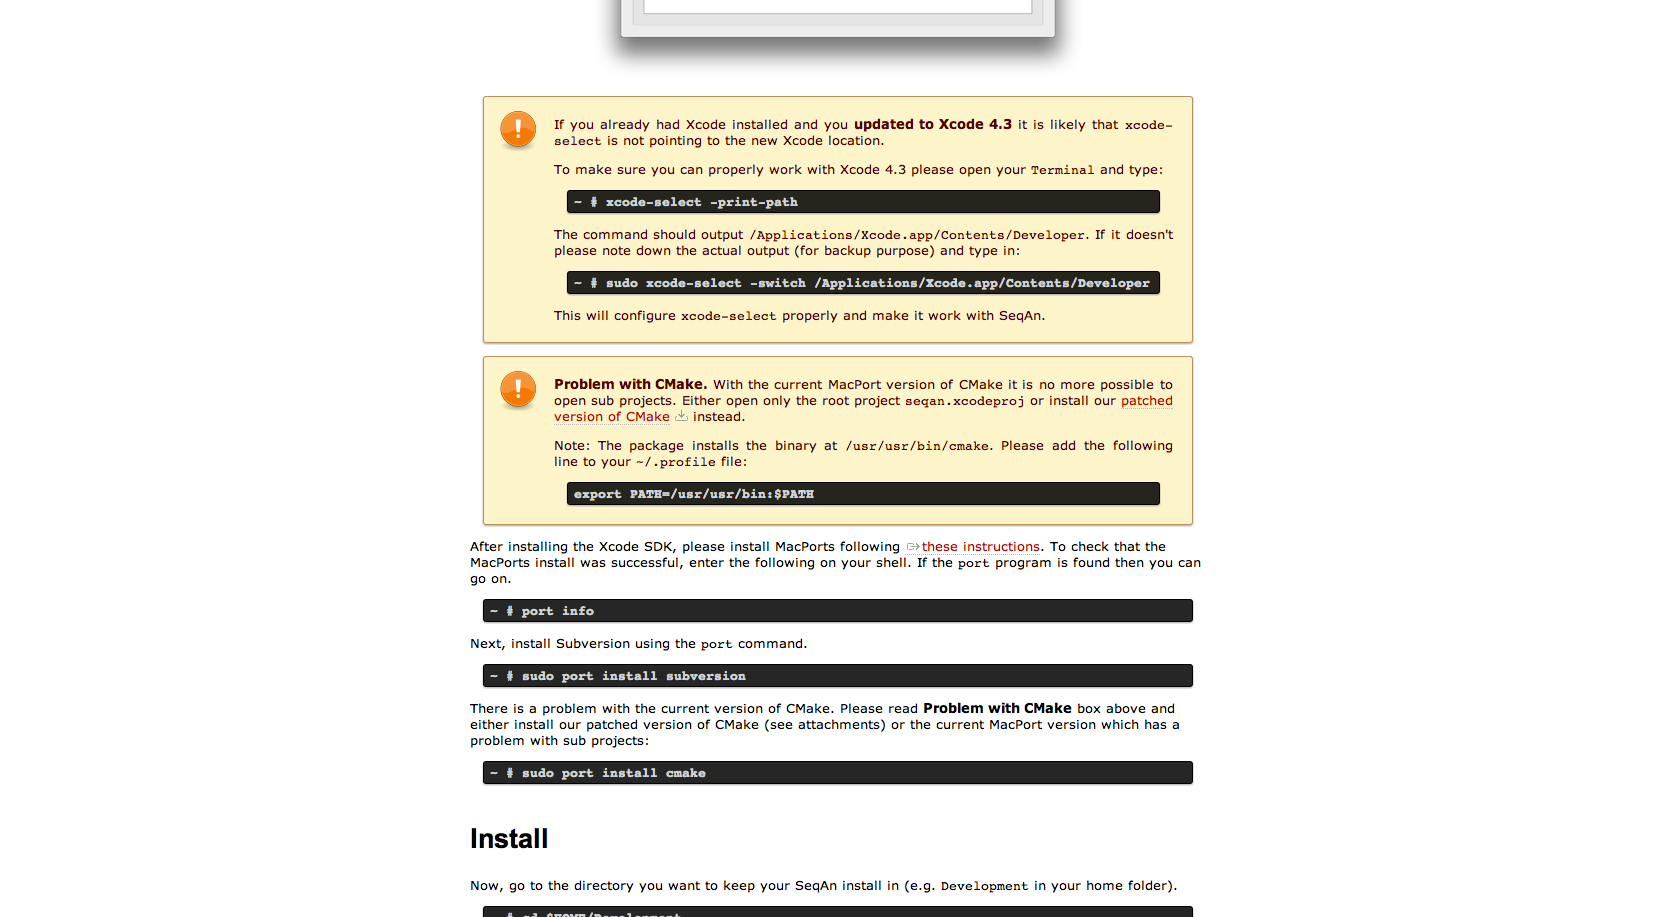 If you already had Xcode installed and you updated to Xcode 4.3 it is likely that xcode-
select is not pointing to the new Xcode location.
To make sure you can properly work with Xcode 4.3 please open your Terminal and type:
~ # xcode-select -print-path
The command should output /Applications/Xcode.app/Contents/Developer. If it doesn't
please note down the actual output (for backup purpose) and type in:
~ # sudo xcode-select -switch /Applications/Xcode.app/Contents/Developer
This will configure xcode-select properly and make it work with SeqAn.
Problem with CMake. With the current MacPort version of CMake it is no more possible to
open sub projects. Either open only the root project seqan.xcodeproj or install our patched
version of CMake instead.
Note: The package installs the binary at /usr/usr/bin/cmake. Please add the following
line to your ~/.profile file:
export PATH=/usr/usr/bin:$PATH
After installing the Xcode SDK, please install MacPorts following these instructions. To check that the
MacPorts install was successful, enter the following on your shell. If the port program is found then you can
go on.
~ # port info
Next, install Subversion using the port command.
~ # sudo port install subversion
There is a problem with the current version of CMake. Please read Problem with CMake box above and
either install our patched version of CMake (see attachments) or the current MacPort version which has a
problem with sub projects:
~ # sudo port install cmake
Install
Now, go to the directory you want to keep your SeqAn install in (e.g. Development in your home folder).
~ # cd $HOME/Development